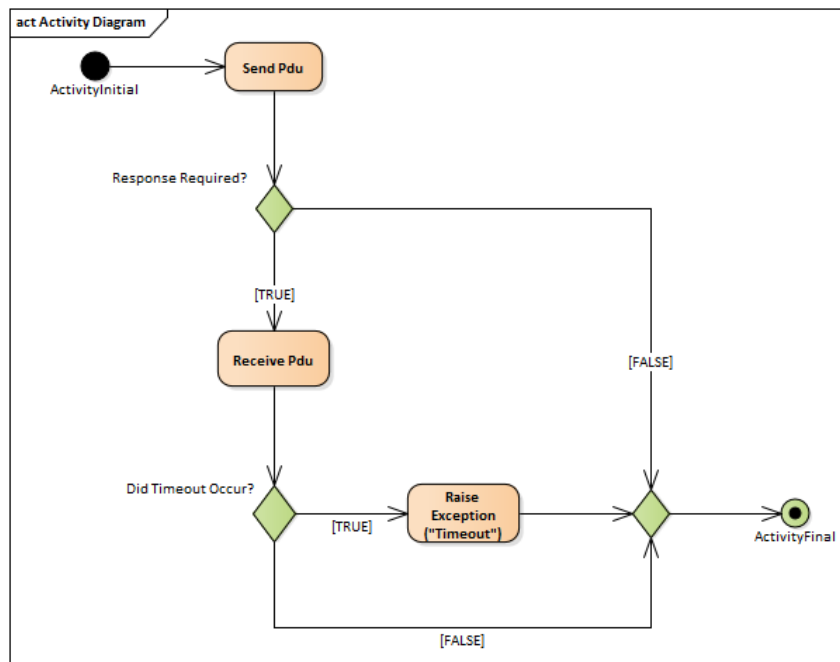 act Activity Diagram
Send Pdu
ActivityInitial
Response Required?
[TRUE]
Receive Pdu
[FALSE]
Did Timeout Occur?
Raise
Exception
("Timeout")
[TRUE]
ActivityFinal
[FALSE]